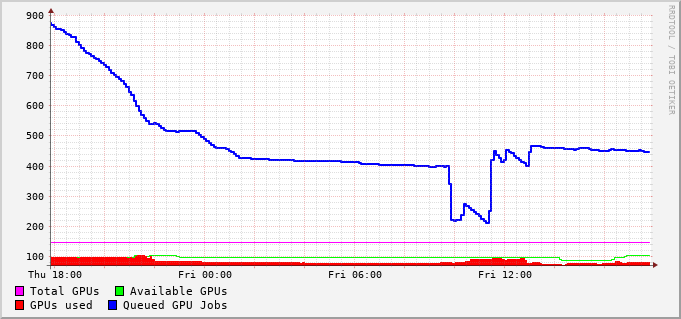 900
800
700
600
500
400
300
200
100
Thu 18:00 Fri 00:00 Fri 06:00 Fri 12:00
Total GPUs Available GPUs
GPUs used Queued GPU Jobs
RRDTOOL / TOBI OETIKER